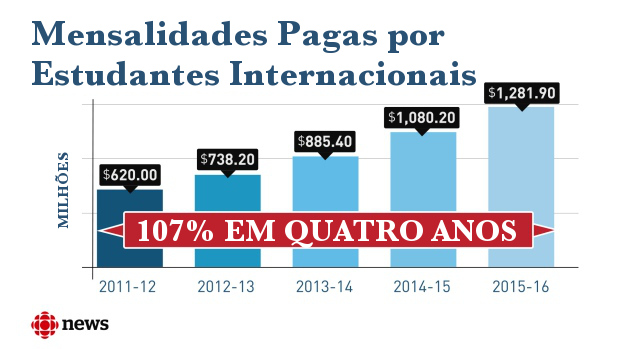 Mensalidades Pagas por
Estudantes Internacionais
MILHÕES
$620.00
$738.20
$885.40
$1,080.20
$1,281.90
107% EM QUATRO ANOS
2011-12
2012-13
2013-14
2014-15
2015-16
news